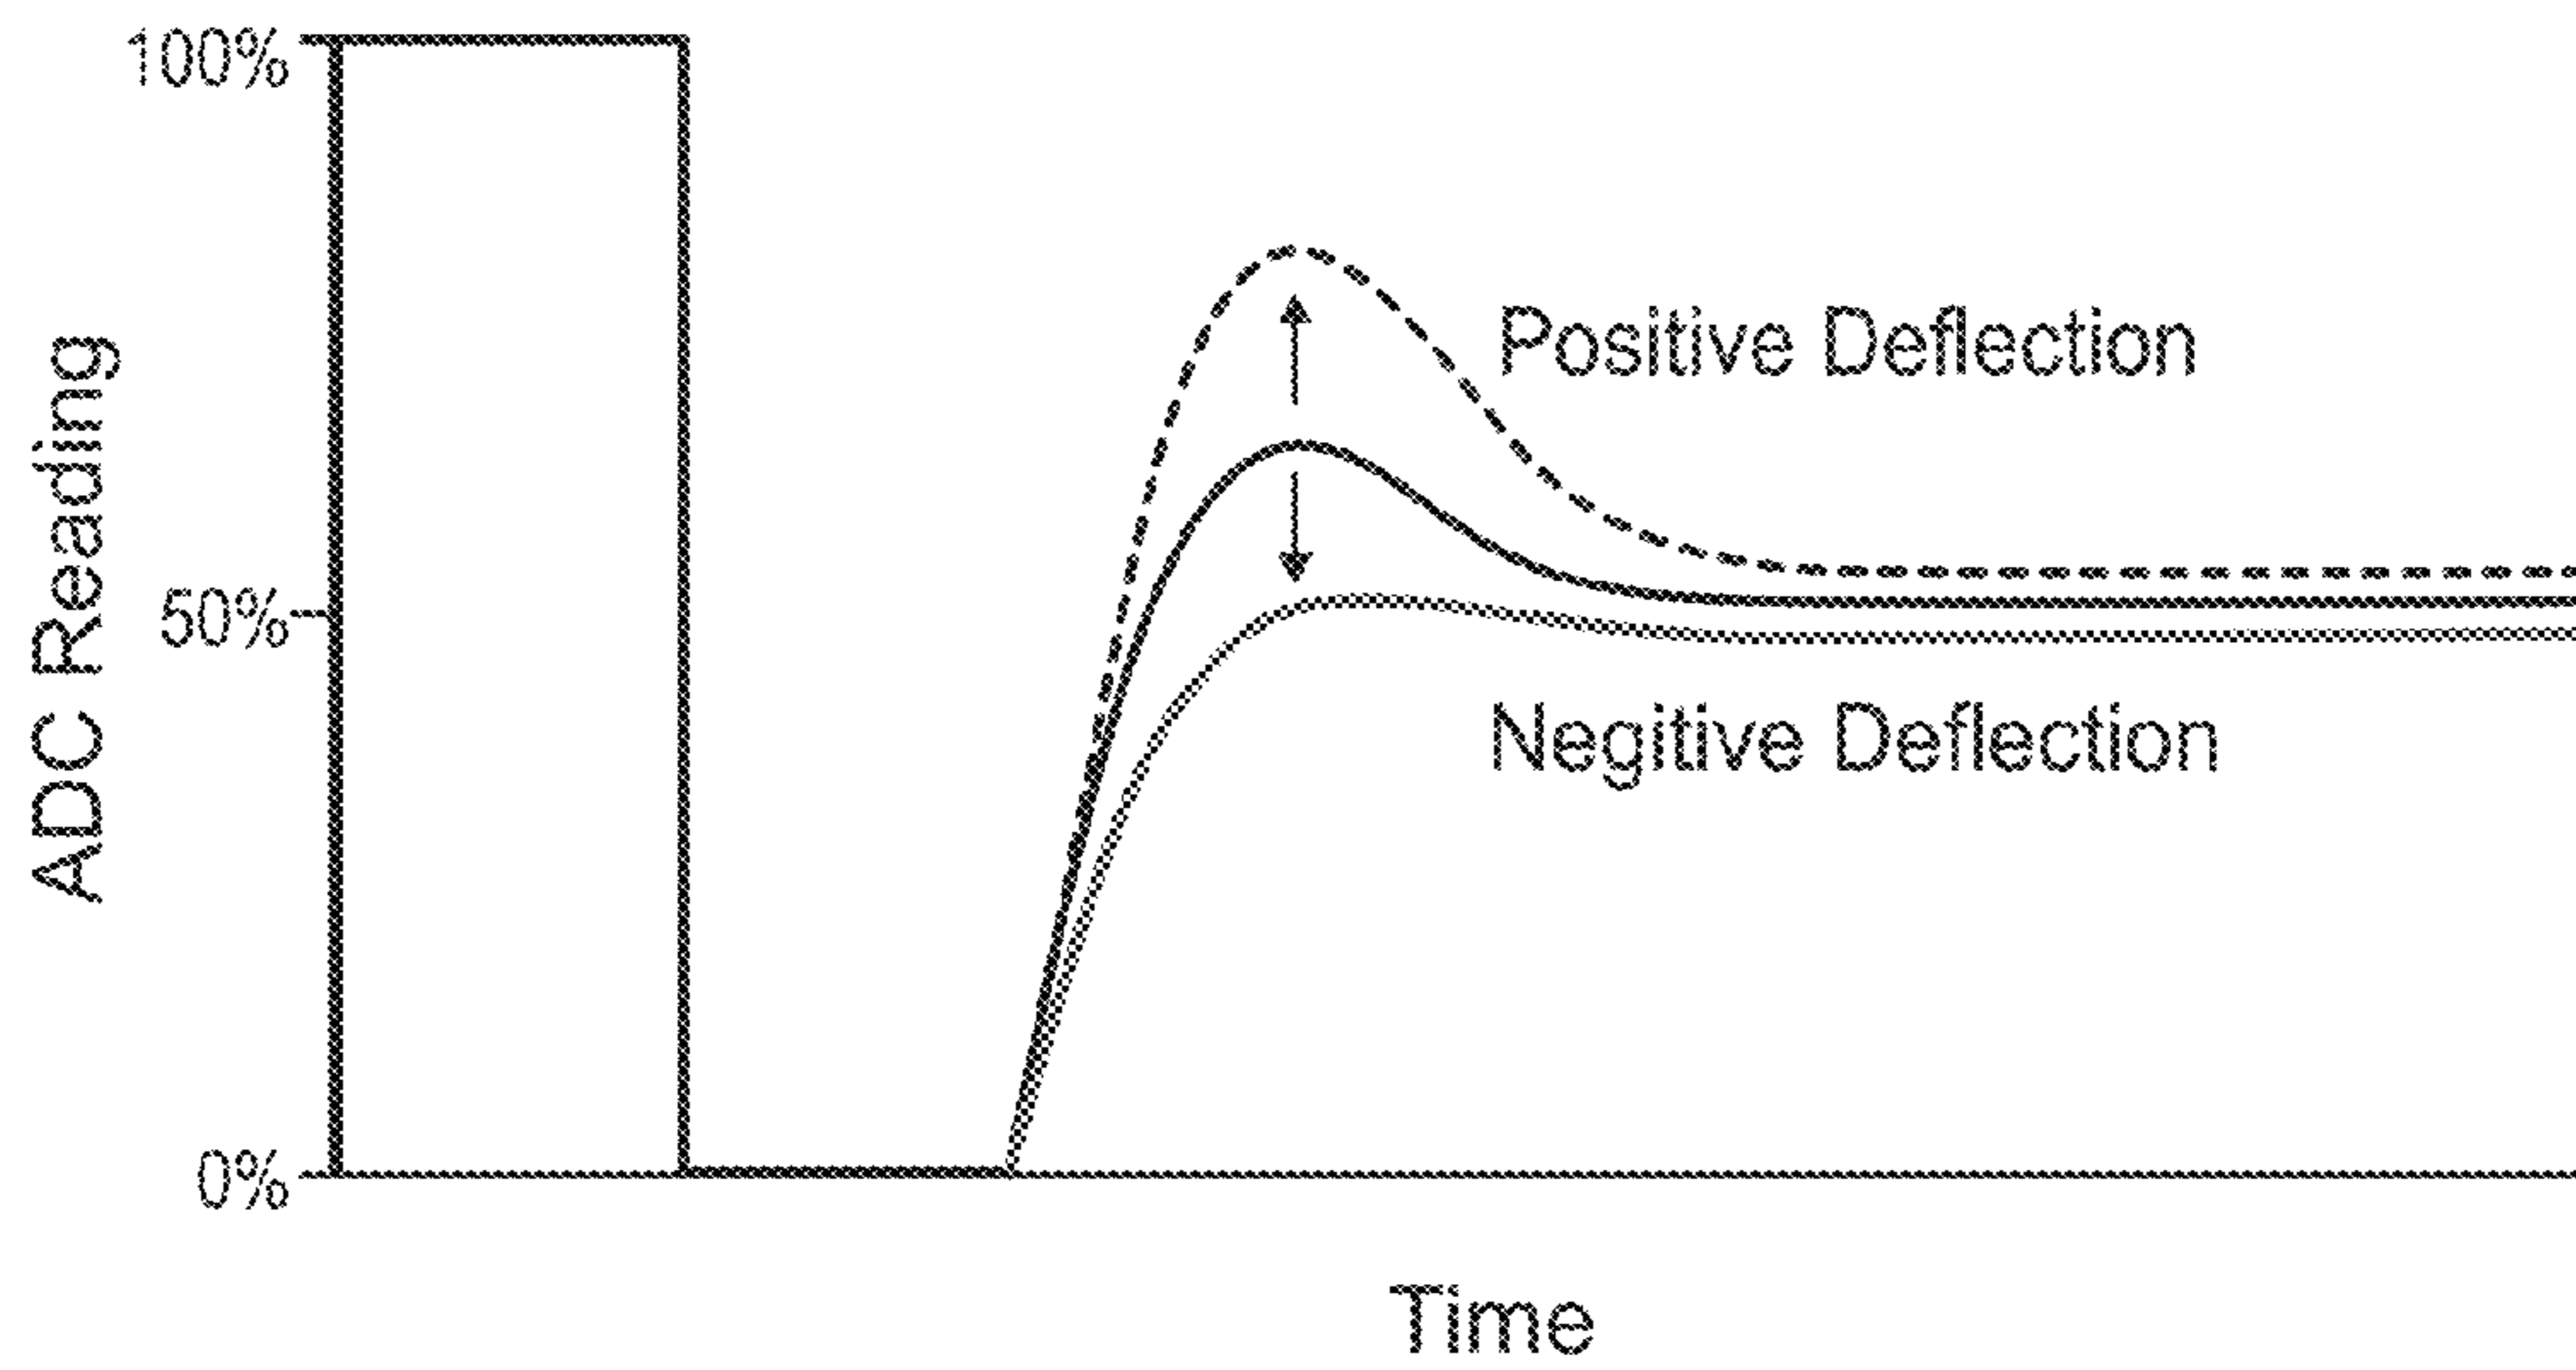 100%
ADC Reading
Positive Deflection
50%
Negitive Deflection
0%
Time